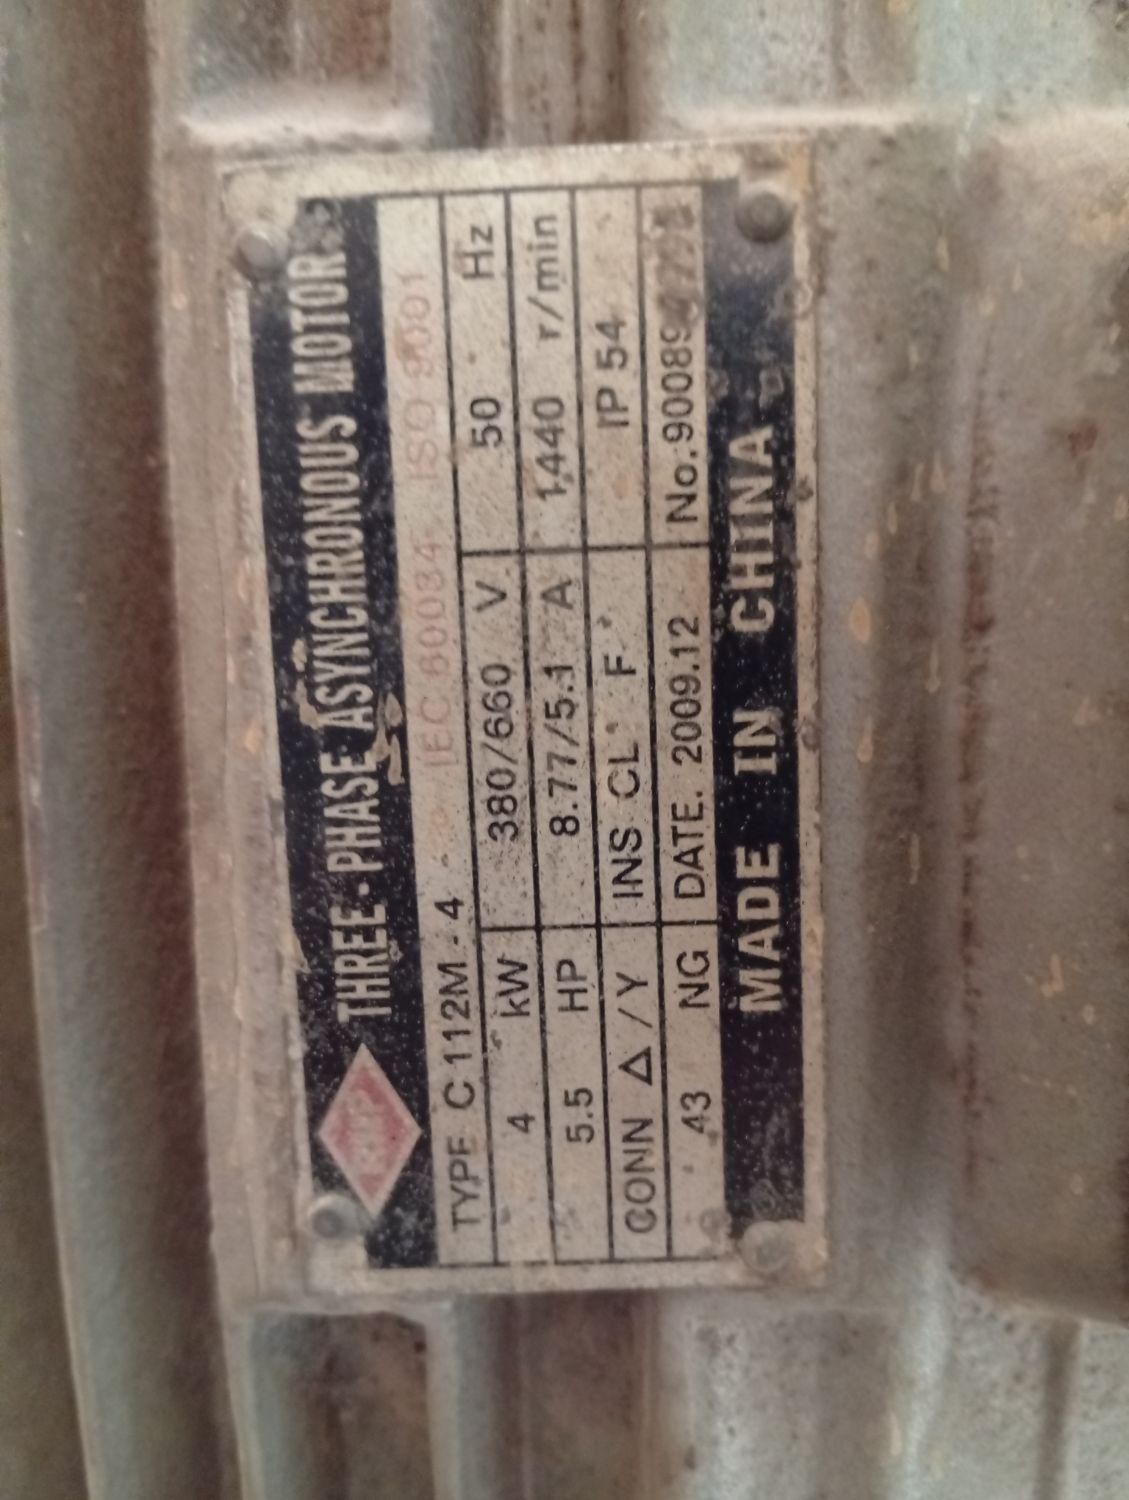 THREE-PHASE ASYNCHRONOUS MOTOR
TYPE C112M-4 IEC 60034 ISO 9001
4 kW 380/660 V 50 Hz
5.5 HP 8.77/5.1 A 1440 r/min
CONN Δ/Y INS CL F IP 54
43 NG DATE. 2009.12 No.90089
MADE IN CHINA